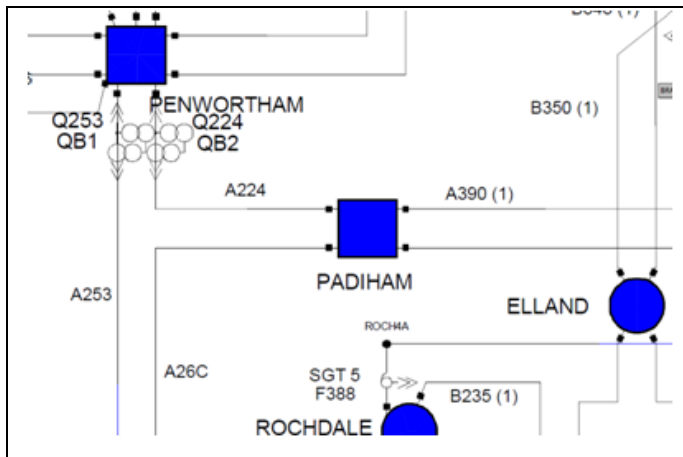 PENWORTHAM
Q253
QB1
Q224
QB2
B350 (1)
A224
A390 (1)
PADIHAM
A253
ELLAND
ROCH4A
A26C
SGT 5
F388
B235 (1)
ROCHDALE